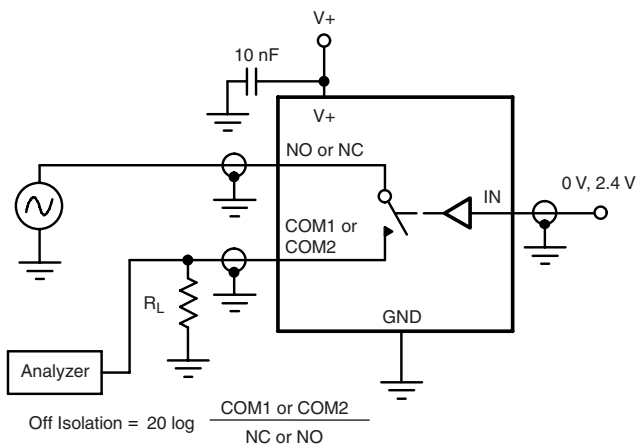 V+
10 nF
V+
NO or NC
0 V, 2.4 V
IN
COM1 or
COM2
RL
GND
Analyzer
Off Isolation = 20 log COM1 or COM2
NC or NO